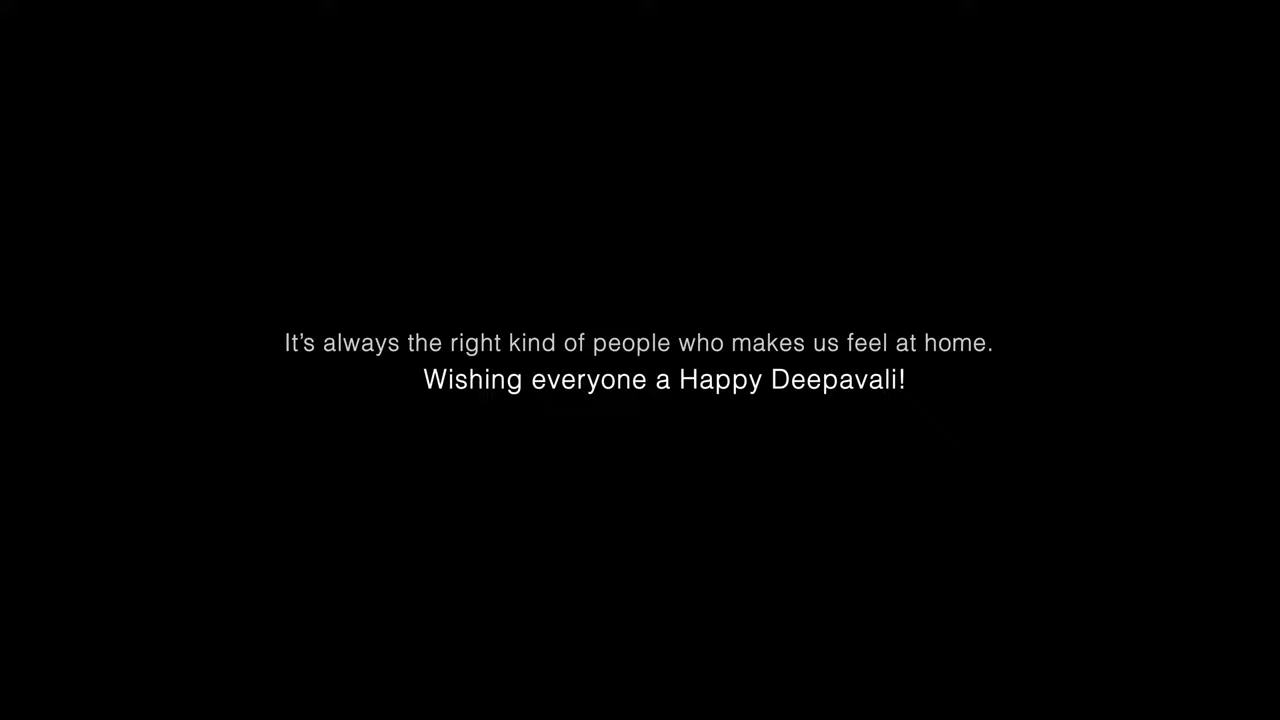 It’s always the right kind of people who makes us feel at home.
Wishing everyone a Happy Deepavali!